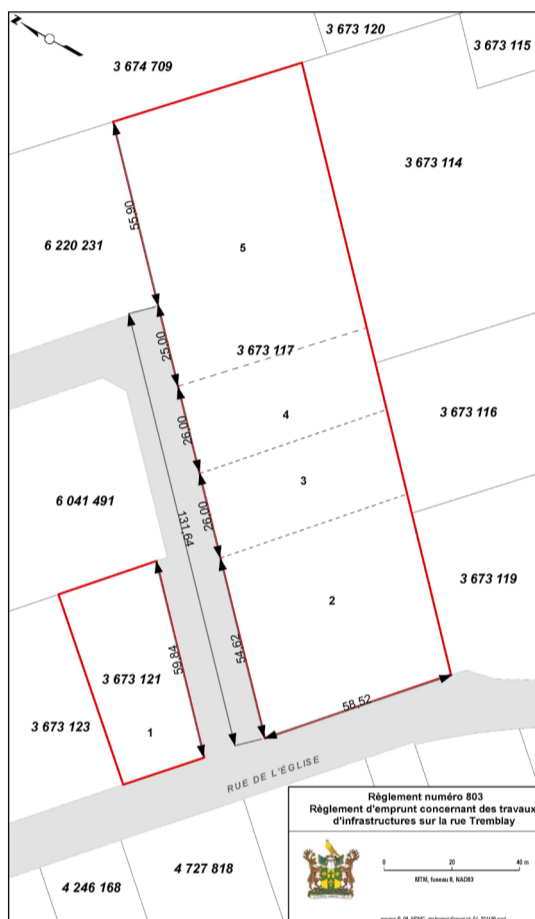 3 673 120
3 673 115
3 674 709
3 673 114
55,90
6 220 231
5
25,00
3 673 117
4
26,00
3 673 116
3
6 041 491
26,00
131,94
3 673 119
2
59,84
54,62
3 673 121
58,52
3 673 123
1
RUE DE L'ÉGLISE
4 727 818
4 246 168
Règlement numéro 803
Règlement d'emprunt concernant des travaux
d'infrastructures sur la rue Tremblay
0 20 40 m
MTM, fuseau 8, NAD83